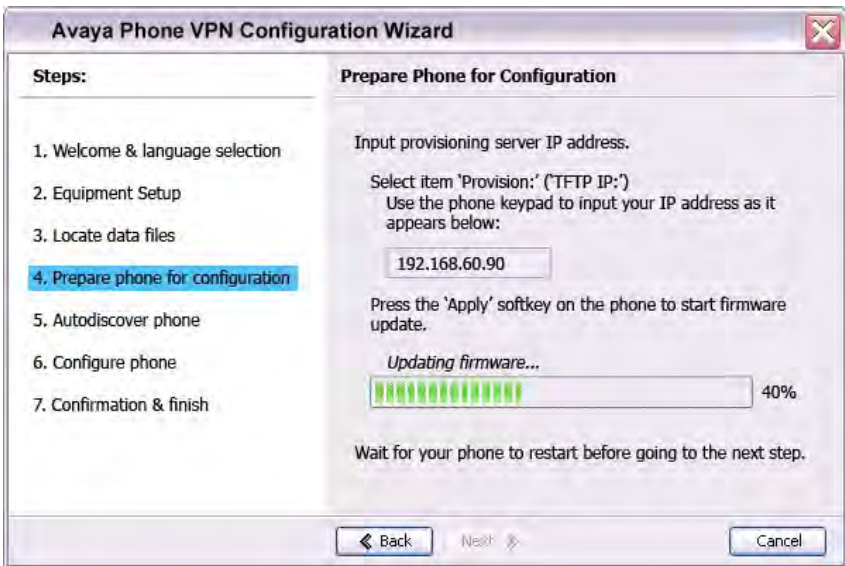 Avaya Phone VPN Configuration Wizard
Steps:
1. Welcome & language selection
2. Equipment Setup
3. Locate data files
4. Prepare phone for configuration
5. Autodiscover phone
6. Configure phone
7. Confirmation & finish
Prepare Phone for Configuration
Input provisioning server IP address.
Select item ‘Provision:’ (‘TFTP IP:’)
Use the phone keypad to input your IP address as it
appears below:
192.168.60.90
Press the ‘Apply’ softkey on the phone to start firmware
update.
Updating firmware...
40%
Wait for your phone to restart before going to the next step.
Back
Next
Cancel